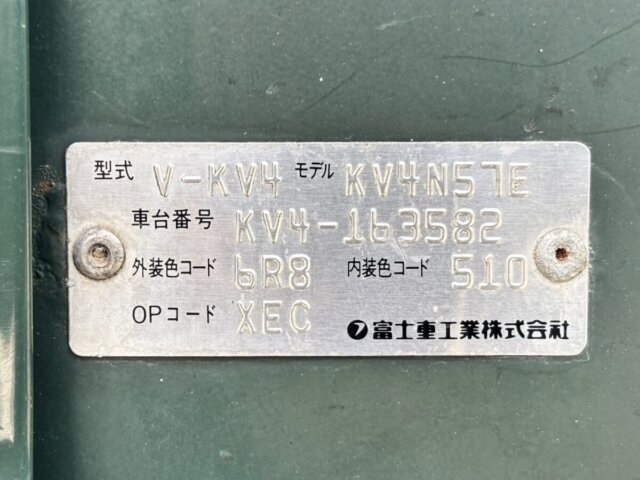 型式 V-KV4 モデル KV4N57E
車台番号 KV4-163582
外装色コード 6R8 内装色コード 510
OPコード XEC
富士重工業株式会社